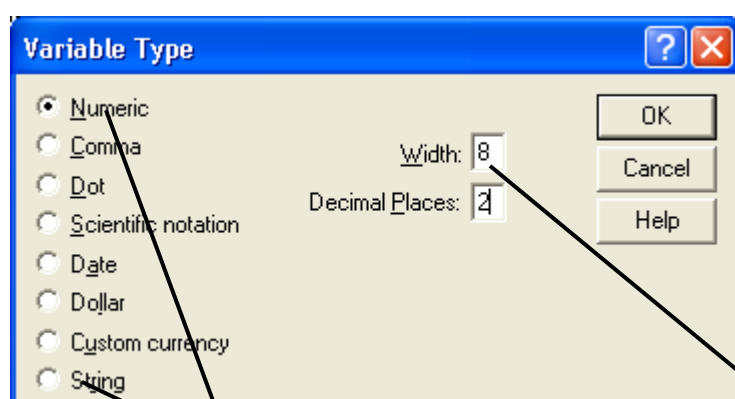 Variable Type
Numeric
Comma
Dot
Scientific notation
Date
Dollar
Custom currency
String
Width: 8
Decimal Places: 2
OK
Cancel
Help